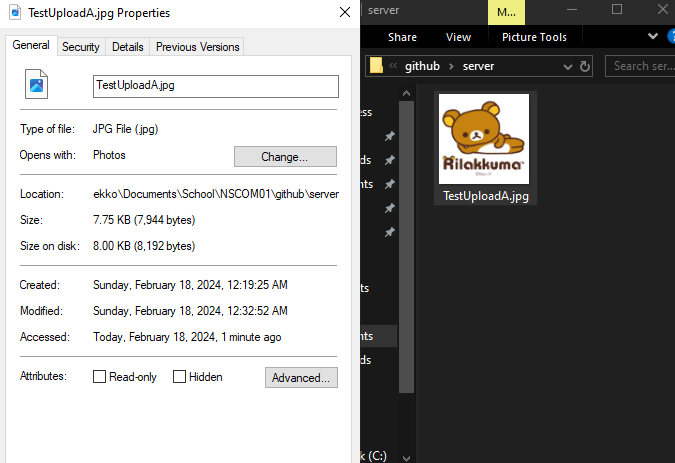 TestUploadA.jpg Properties
General Security Details Previous Versions
TestUploadA.jpg
Type of file: JPG File (.jpg)
Opens with: Photos Change...
Location: ekko\Documents\School\NSCOM01\github\server
Size: 7.75 KB (7,944 bytes)
Size on disk: 8.00 KB (8,192 bytes)
Created: Sunday, February 18, 2024, 12:19:25 AM
Modified: Sunday, February 18, 2024, 12:32:52 AM
Accessed: Today, February 18, 2024, 1 minute ago
Attributes: Read-only Hidden Advanced...
server M...
Share View Picture Tools
github server Search ser...
ess
ds
nts
ts
nts
ds
k (C:)
Rilakkuma
TestUploadA.jpg